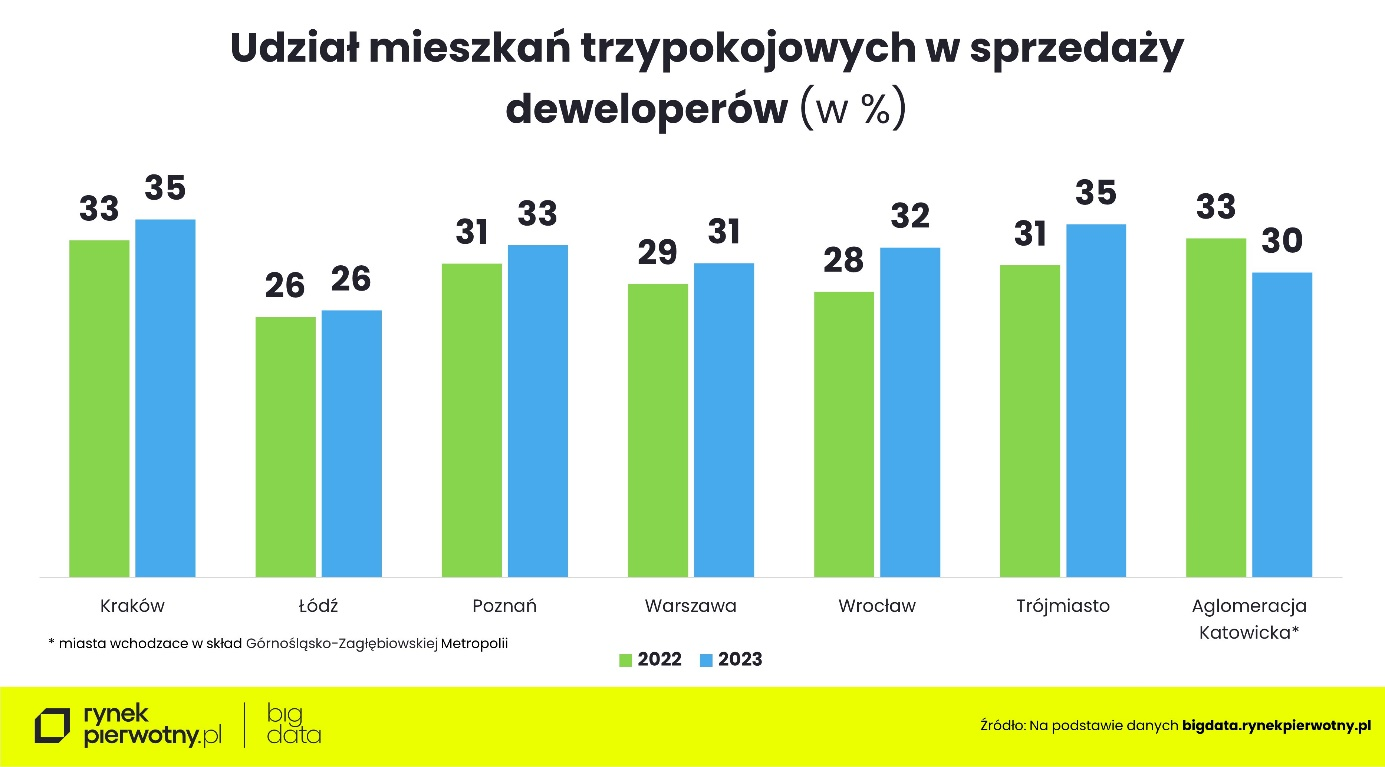 Udział mieszkań trzypokojowych w sprzedaży
deweloperów (w %)
33 35 26 26 31 33 29 31 28 32 31 35 33 30
Kraków Łódź Poznań Warszawa Wrocław Trójmiasto Aglomeracja
Katowicka*
* miasta wchodzace w skład Górnośląsko-Zagłębiowskiej Metropolii
2022 2023
rynek
pierwotny.pl
big
data
Źródło: Na podstawie danych bigdata.rynekpierwotny.pl